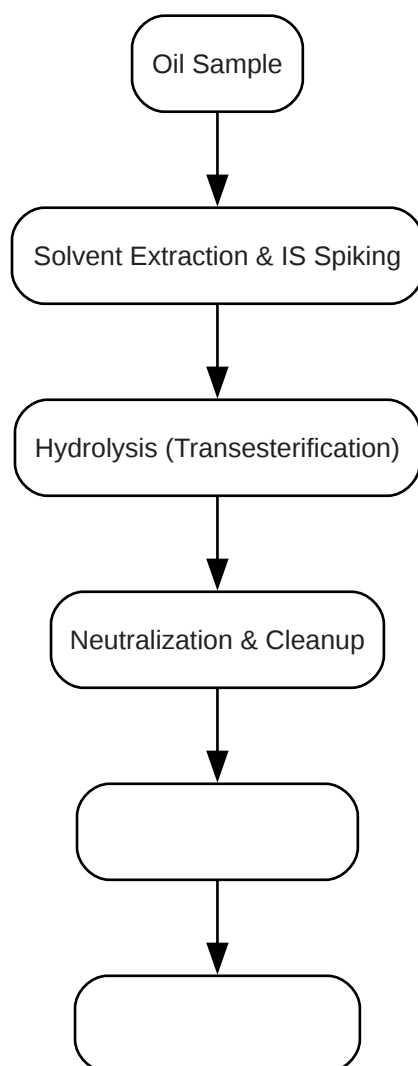 Oil Sample
Solvent Extraction & IS Spiking
Hydrolysis (Transesterification)
Neutralization & Cleanup